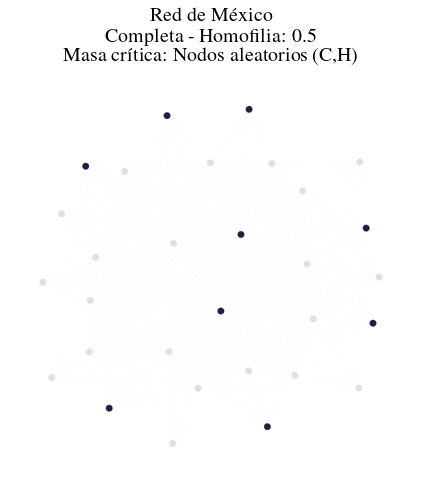 Red de México
Completa - Homofilia: 0.5
Masa crítica: Nodos aleatorios (C,H)